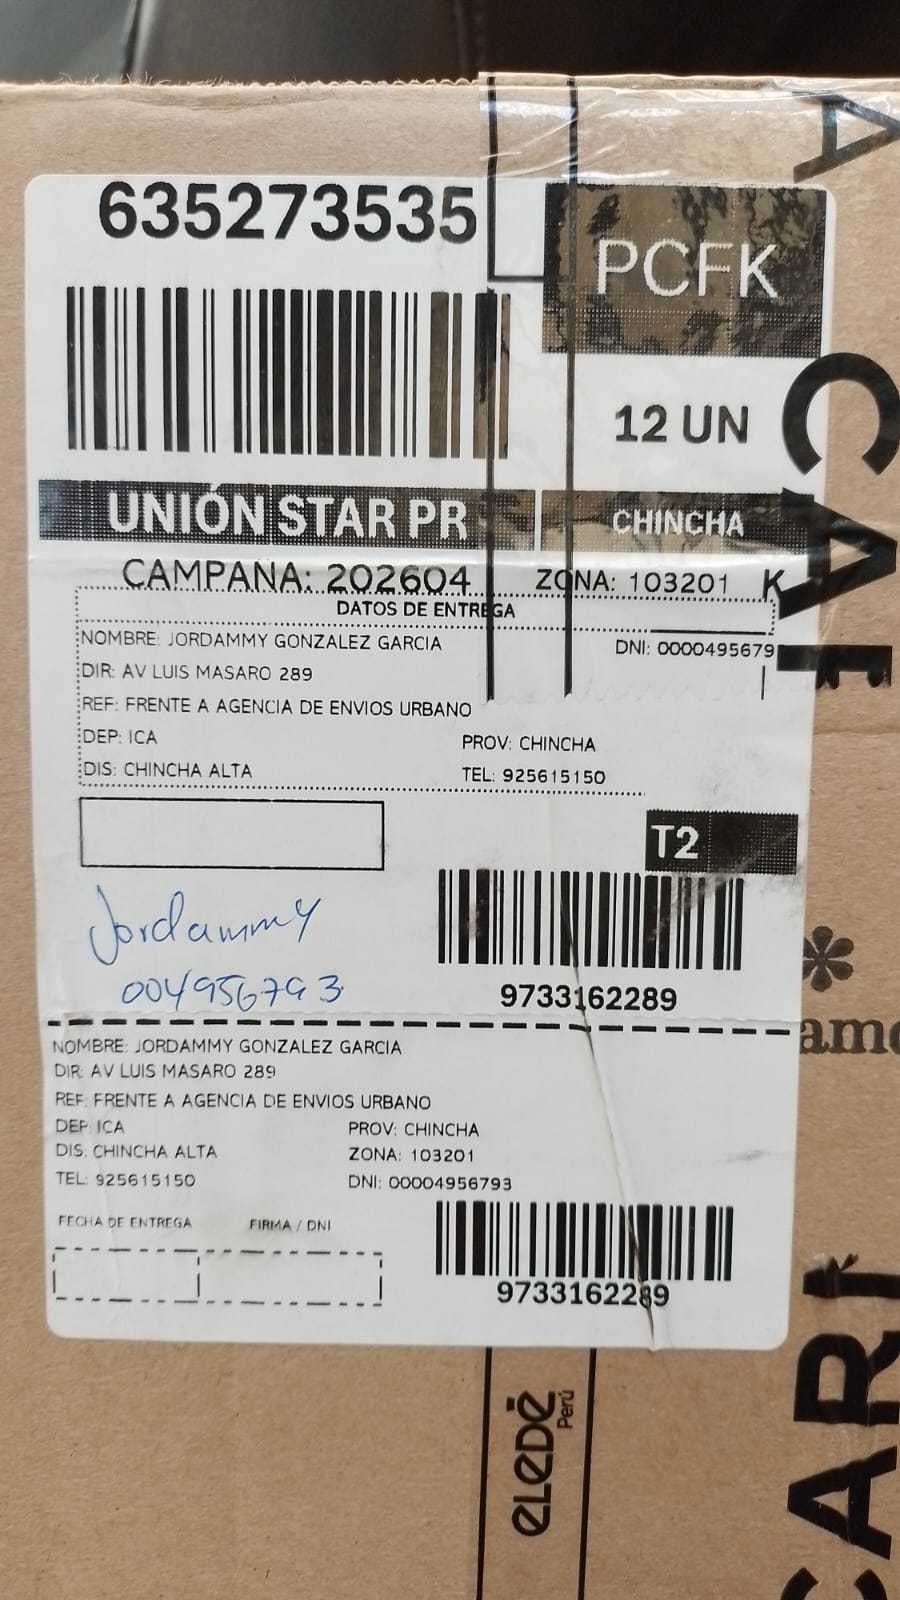 635273535
PCFK
12 UN
UNIÓN STAR PR
CHINCHA
CAMPAÑA: 202604
ZONA: 103201 K
DATOS DE ENTREGA
NOMBRE: JORDAMMY GONZALEZ GARCIA
DNI: 0000495679
DIR: AV LUIS MASARO 289
REF: FRENTE A AGENCIA DE ENVIOS URBANO
DEP: ICA
PROV: CHINCHA
DIS: CHINCHA ALTA
TEL: 925615150
T2
Jordammy
004956793
9733162289
NOMBRE: JORDAMMY GONZALEZ GARCIA
DIR: AV LUIS MASARO 289
REF: FRENTE A AGENCIA DE ENVIOS URBANO
DEP: ICA
PROV: CHINCHA
DIS: CHINCHA ALTA
ZONA: 103201
TEL: 925615150
DNI: 00004956793
FECHA DE ENTREGA
FIRMA / DNI
9733162289
eledē
Perú